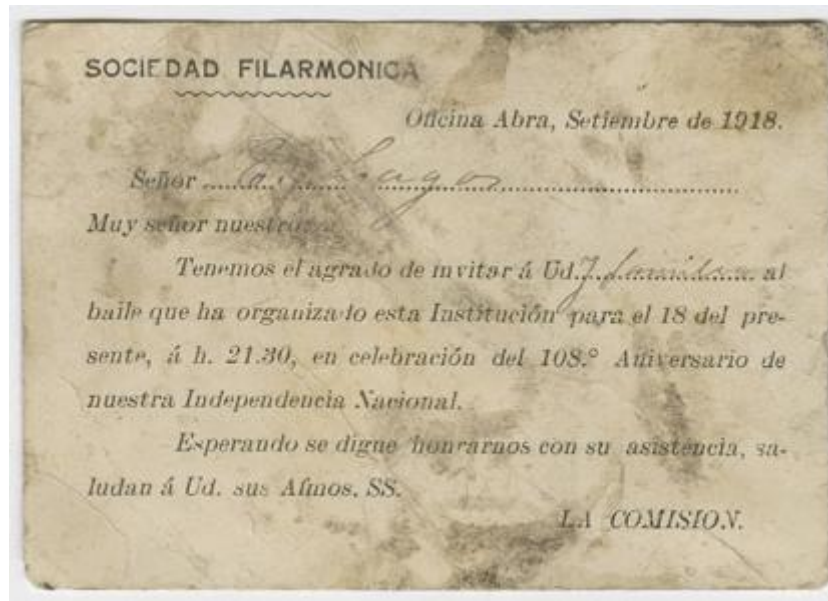 SOCIEDAD FILARMONICA
Oficina Abra, Setiembre de 1918.
Señor Lagos
Muy señor nuestro:
Tenemos el agrado de invitar á Ud. y familia al
baile que ha organizado esta Institución para el 18 del pre-
sente, á h. 21.30, en celebración del 108.º Aniversario de
nuestra Independencia Nacional.
Esperando se digne honrarnos con su asistencia, sa-
ludan á Ud. sus Afmos. SS.
LA COMISION.